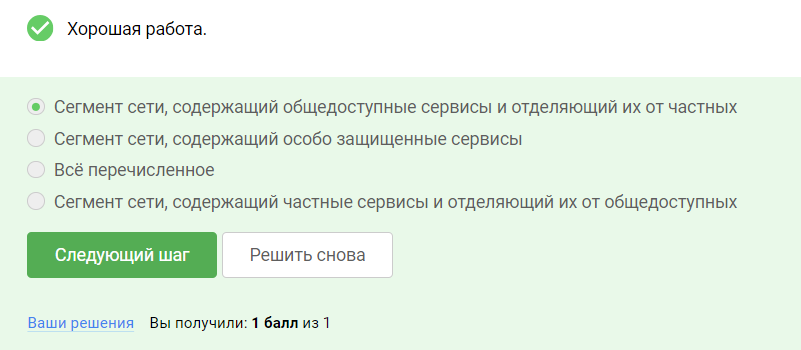 Хорошая работа.
Сегмент сети, содержащий общедоступные сервисы и отделяющий их от частных
Сегмент сети, содержащий особо защищенные сервисы
Всё перечисленное
Сегмент сети, содержащий частные сервисы и отделяющий их от общедоступных
Следующий шаг Решить снова
Ваши решения Вы получили: 1 балл из 1